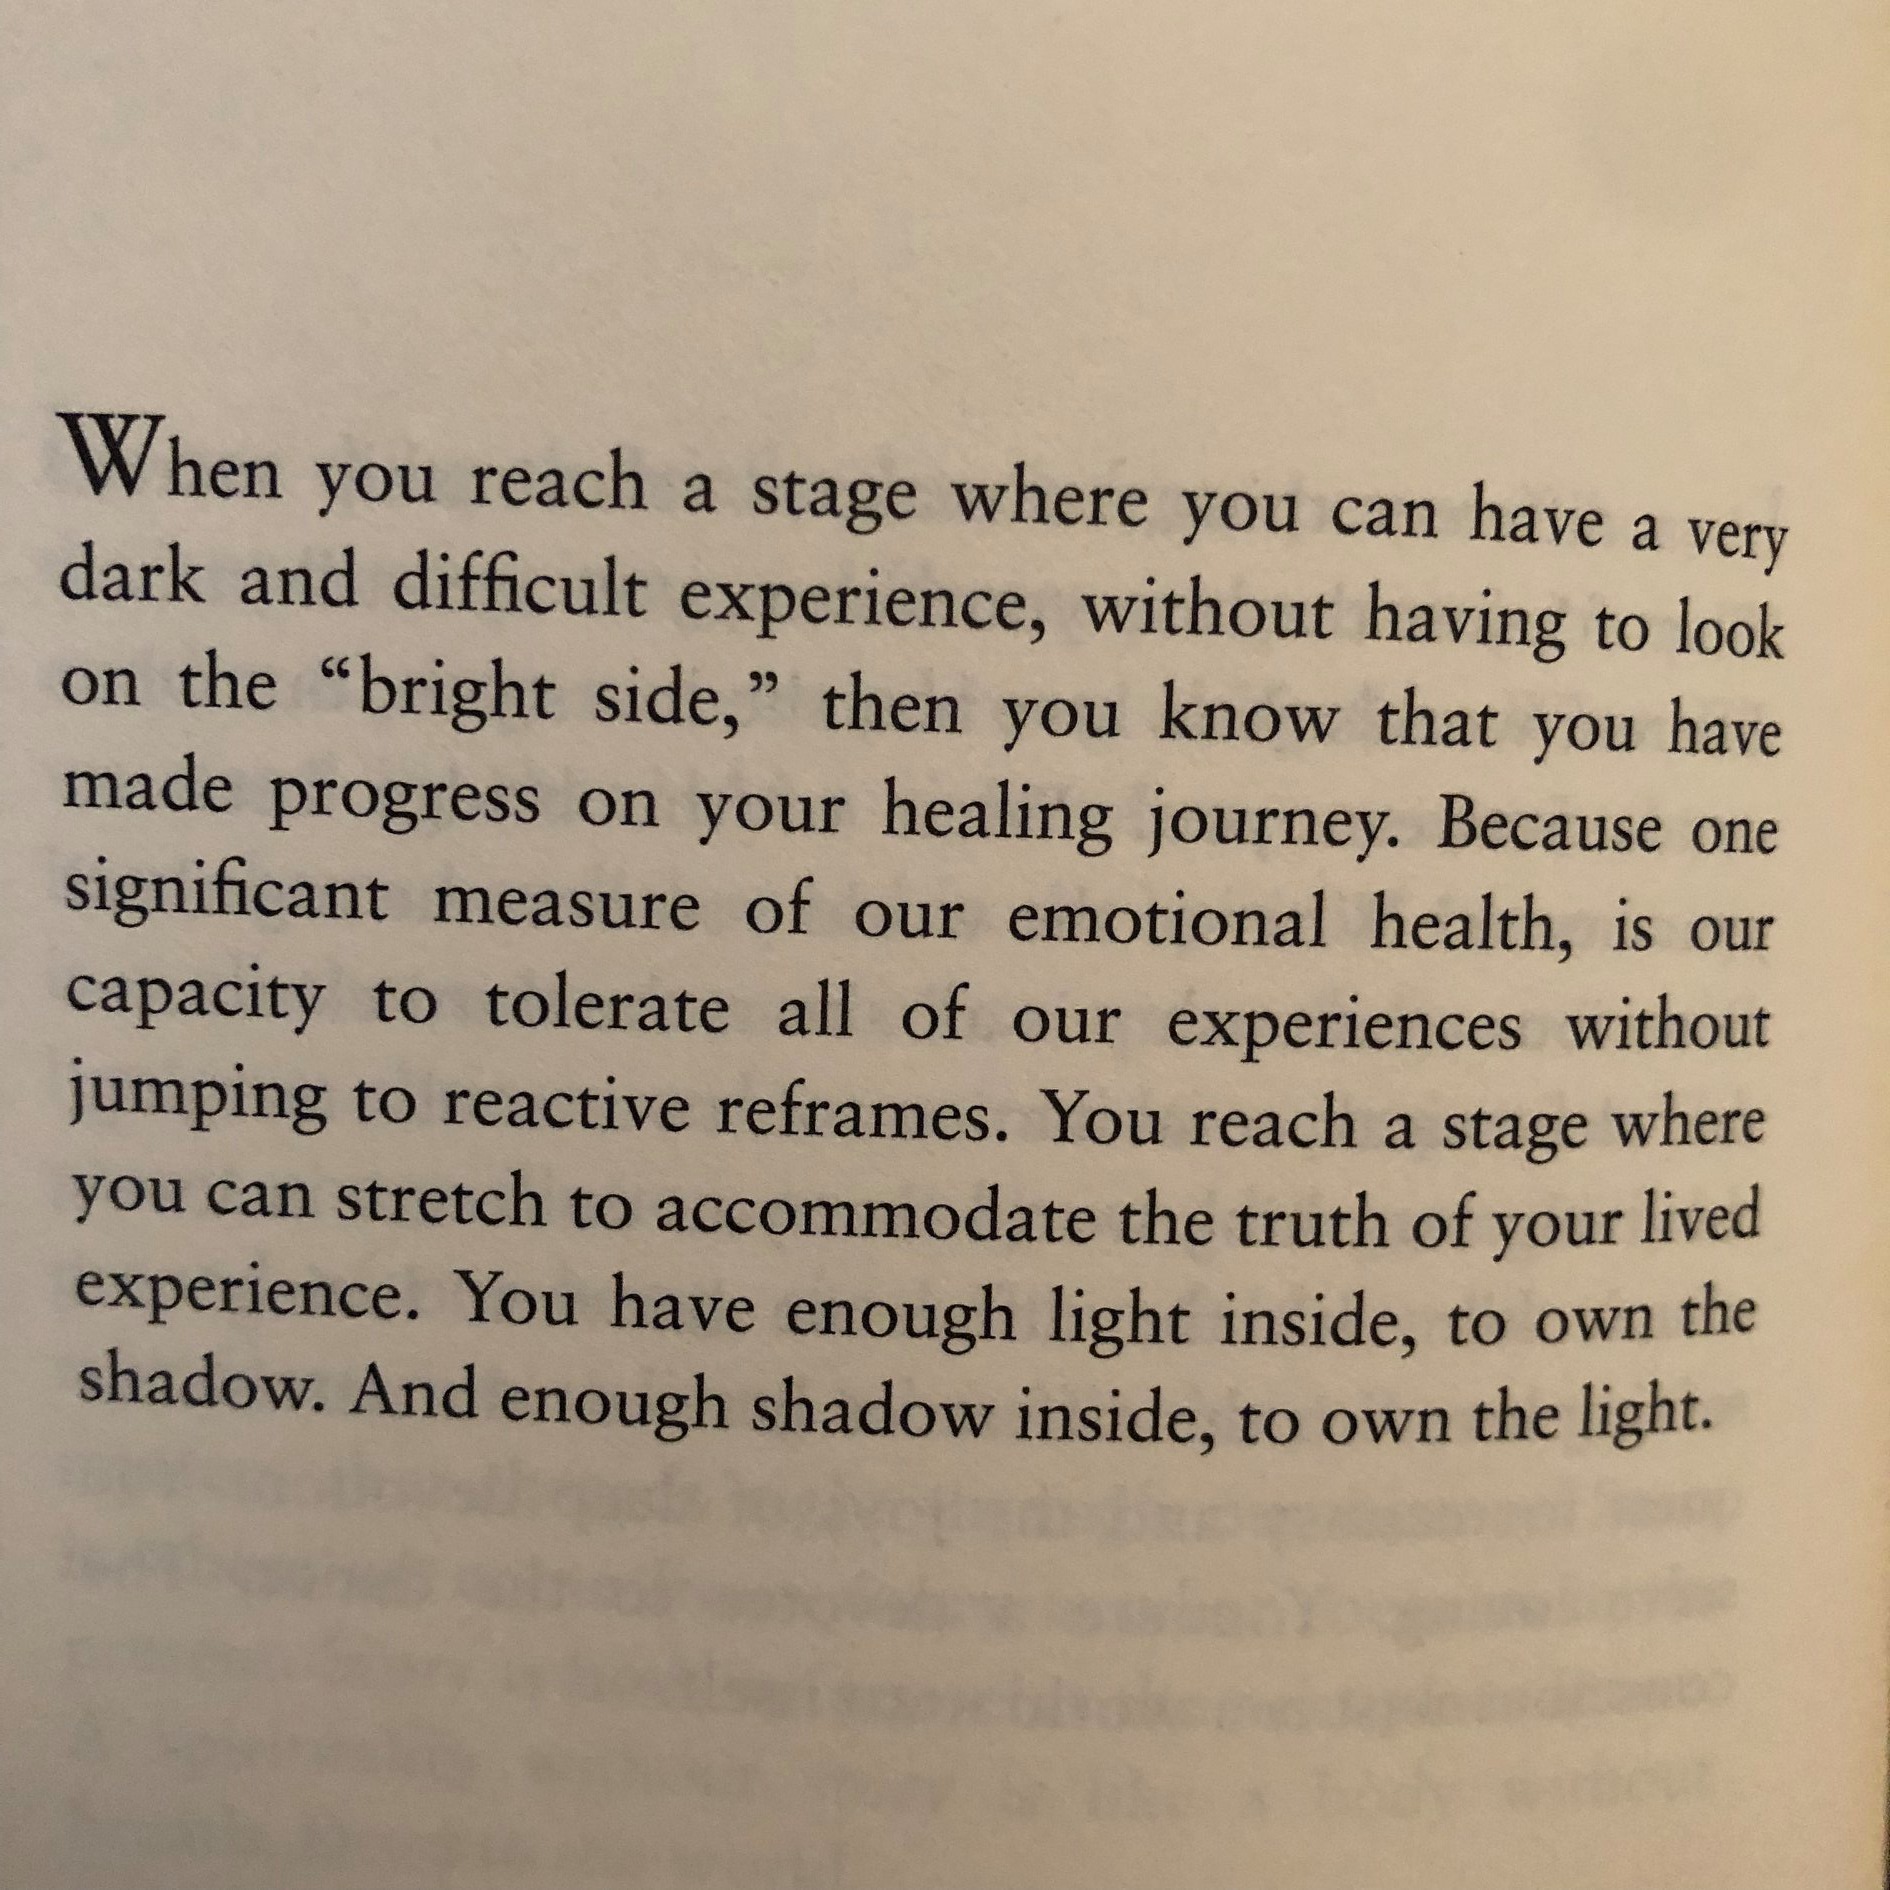 When you reach a stage where you can have a very
dark and difficult experience, without having to look
on the “bright side,” then you know that you have
made progress on your healing journey. Because one
significant measure of our emotional health, is our
capacity to tolerate all of our experiences without
jumping to reactive reframes. You reach a stage where
you can stretch to accommodate the truth of your lived
experience. You have enough light inside, to own the
shadow. And enough shadow inside, to own the light.